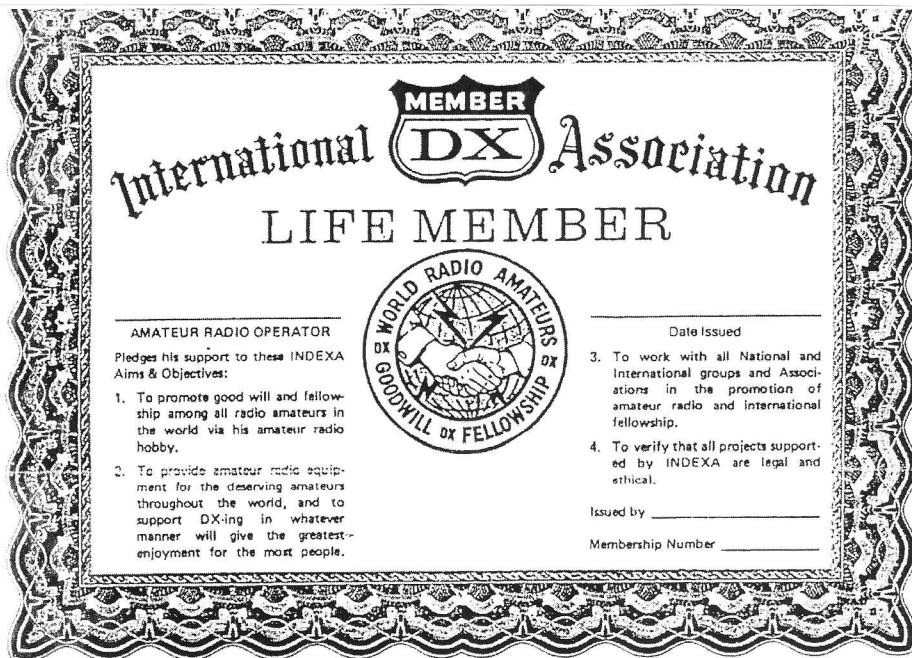 MEMBER
International DX Association
LIFE MEMBER
WORLD RADIO AMATEURS
DX DX
GOODWILL DX FELLOWSHIP
AMATEUR RADIO OPERATOR
Pledges his support to these INDEXA
Aims & Objectives:
1. To promote good will and fellow-
ship among all radio amateurs in
the world via his amateur radio
hobby.
2. To provide amateur radio equip-
ment for the deserving amateurs
throughout the world, and to
support DX-ing in whatever
manner will give the greatest
enjoyment for the most people.
Date Issued
3. To work with all National and
International groups and Associ-
ations in the promotion of
amateur radio and international
fellowship.
4. To verify that all projects support-
ed by INDEXA are legal and
ethical.
Issued by
Membership Number